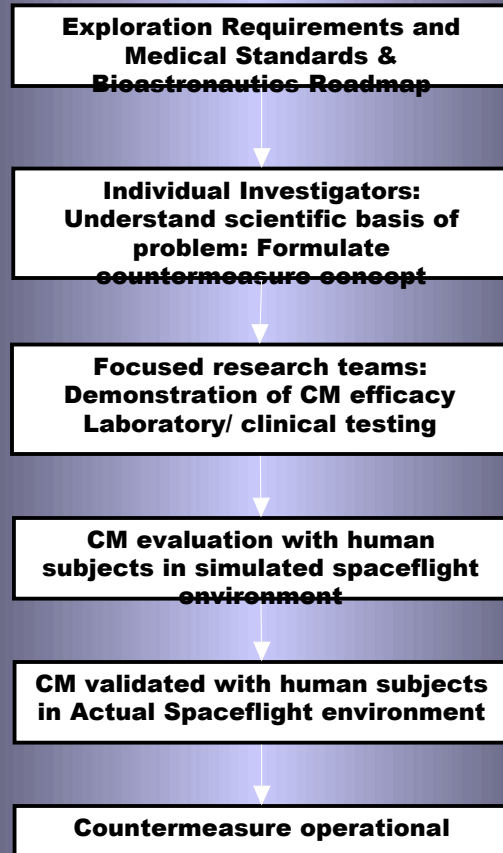 Exploration Requirements and
Medical Standards &
Bioastronautics Roadmap
Individual Investigators:
Understand scientific basis of
problem: Formulate
countermeasure concept
Focused research teams:
Demonstration of CM efficacy
Laboratory/ clinical testing
CM evaluation with human
subjects in simulated spaceflight
environment
CM validated with human subjects
in Actual Spaceflight environment
Countermeasure operational